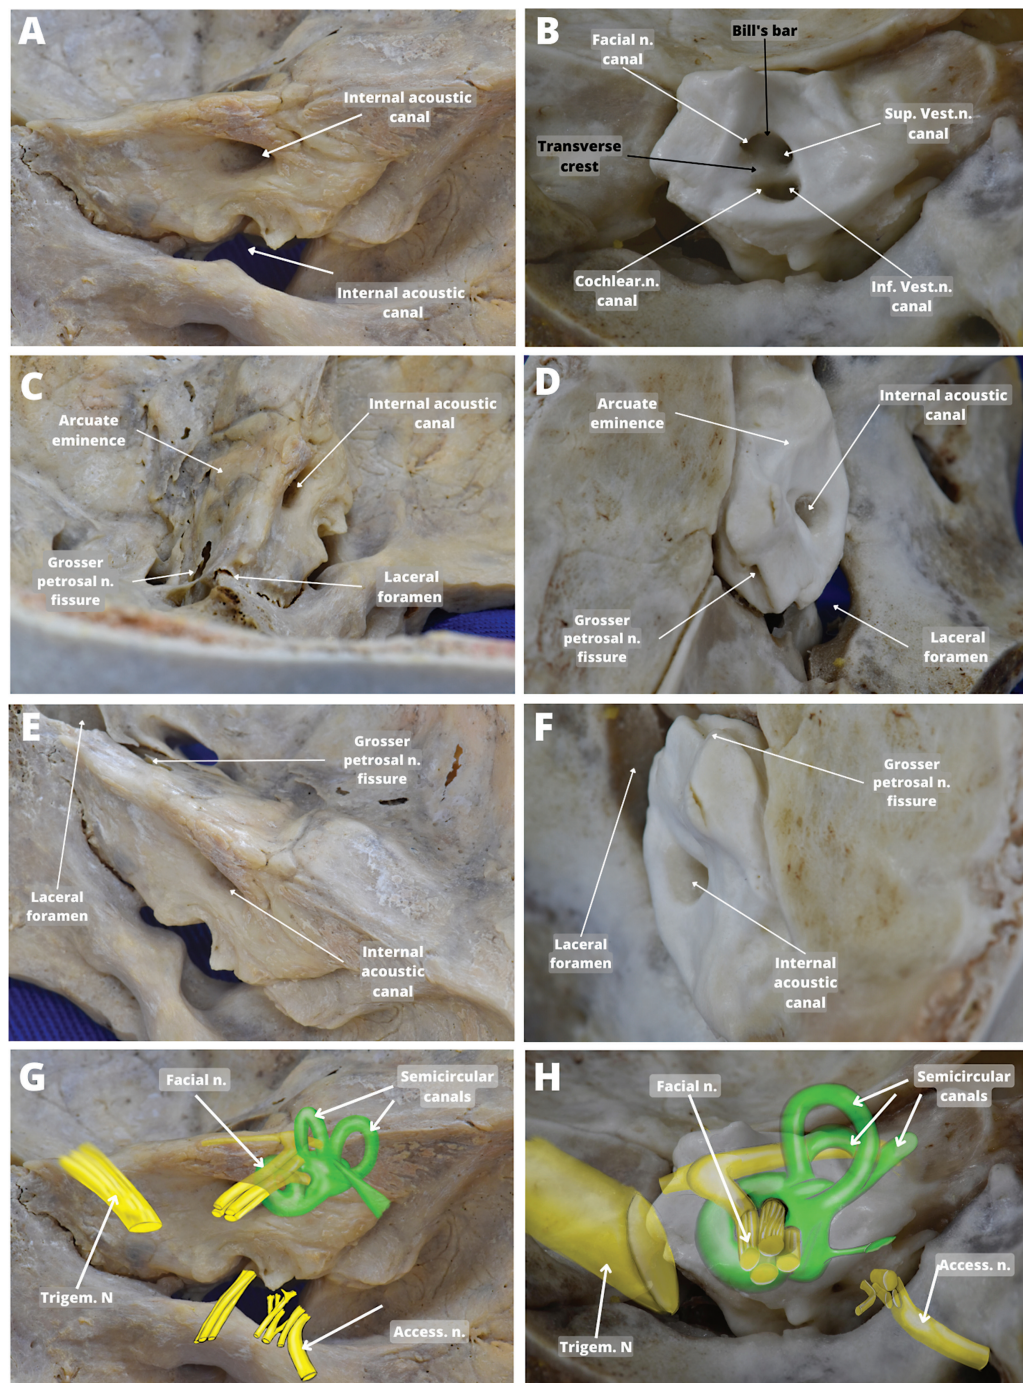 A
Internal acoustic
canal
Internal acoustic
canal
B
Facial n.
canal
Bill's bar
Sup. Vest.n.
canal
Transverse
crest
Cochlear.n.
canal
Inf. Vest.n.
canal
C
Arcuate
eminence
Internal acoustic
canal
Grosser
petrosal n.
fissure
Laceral
foramen
D
Arcuate
eminence
Internal acoustic
canal
Grosser
petrosal n.
fissure
Laceral
foramen
E
Grosser
petrosal n.
fissure
Laceral
foramen
Internal
acoustic
canal
F
Grosser
petrosal n.
fissure
Laceral
foramen
Internal
acoustic
canal
G
Facial n.
Semicircular
canals
Trigem. N
Access. n.
H
Facial n.
Semicircular
canals
Access. n.
Trigem. N